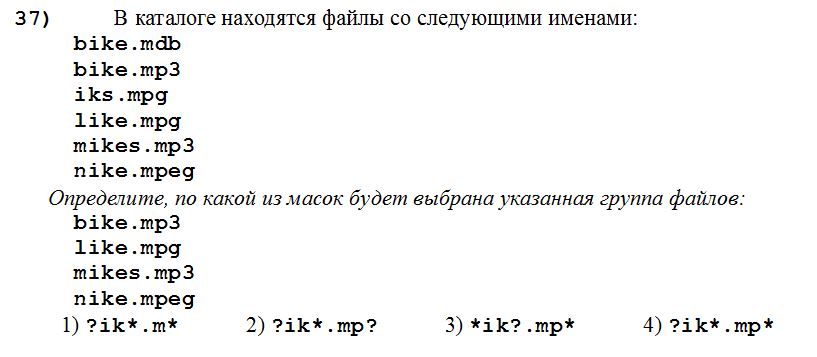 37) В каталоге находятся файлы со следующими именами:
bike.mdb
bike.mp3
iks.mpg
like.mpg
mikes.mp3
nike.mpeg
Определите, по какой из масок будет выбрана указанная группа файлов:
bike.mp3
like.mpg
mikes.mp3
nike.mpeg
1) ?ik*.m* 2) ?ik*.mp? 3) *ik?.mp* 4) ?ik*.mp*